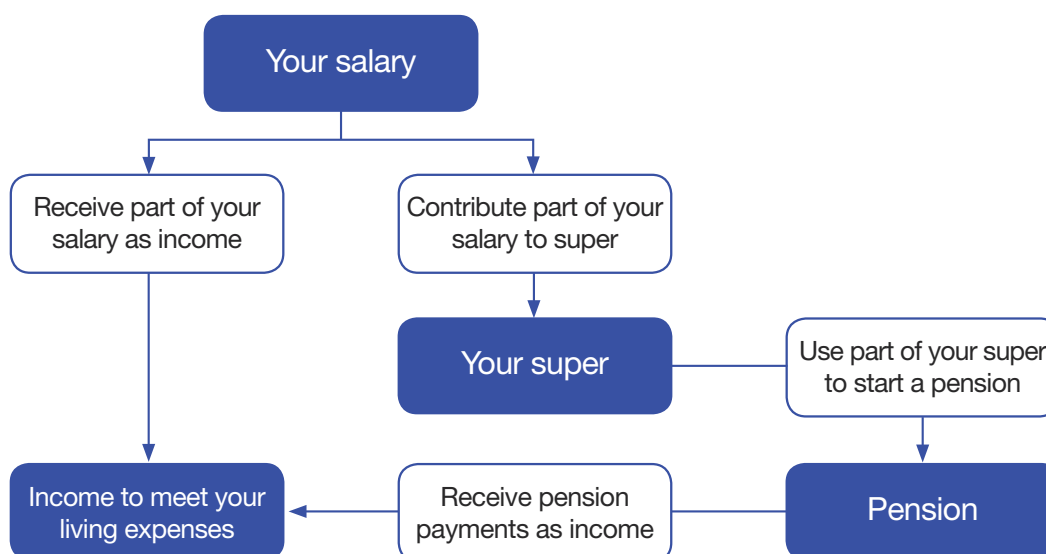 Your salary
Receive part of your
salary as income
Contribute part of your
salary to super
Your super
Use part of your super
to start a pension
Income to meet your
living expenses
Receive pension
payments as income
Pension